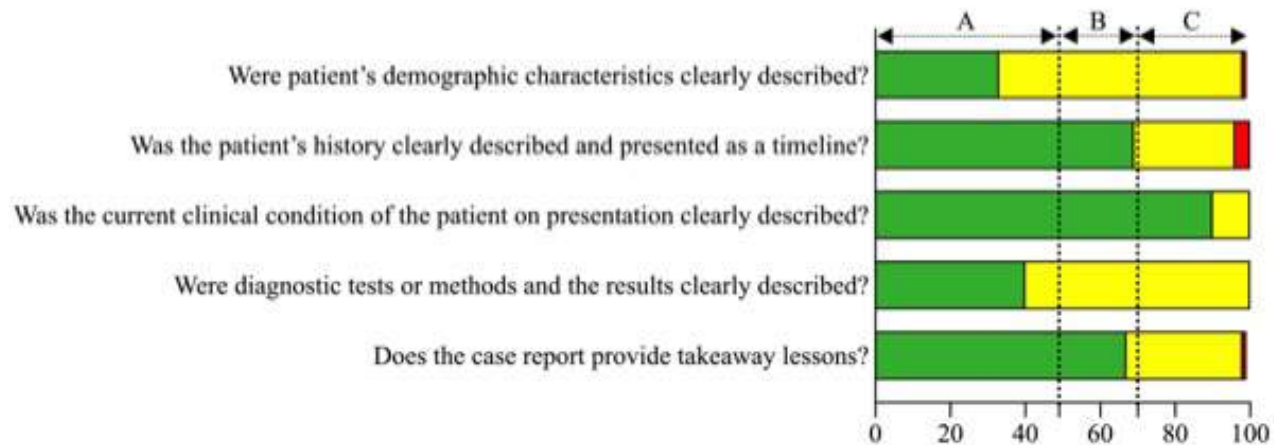 A B C
Were patient's demographic characteristics clearly described?
Was the patient's history clearly described and presented as a timeline?
Was the current clinical condition of the patient on presentation clearly described?
Were diagnostic tests or methods and the results clearly described?
Does the case report provide takeaway lessons?
0 20 40 60 80 100